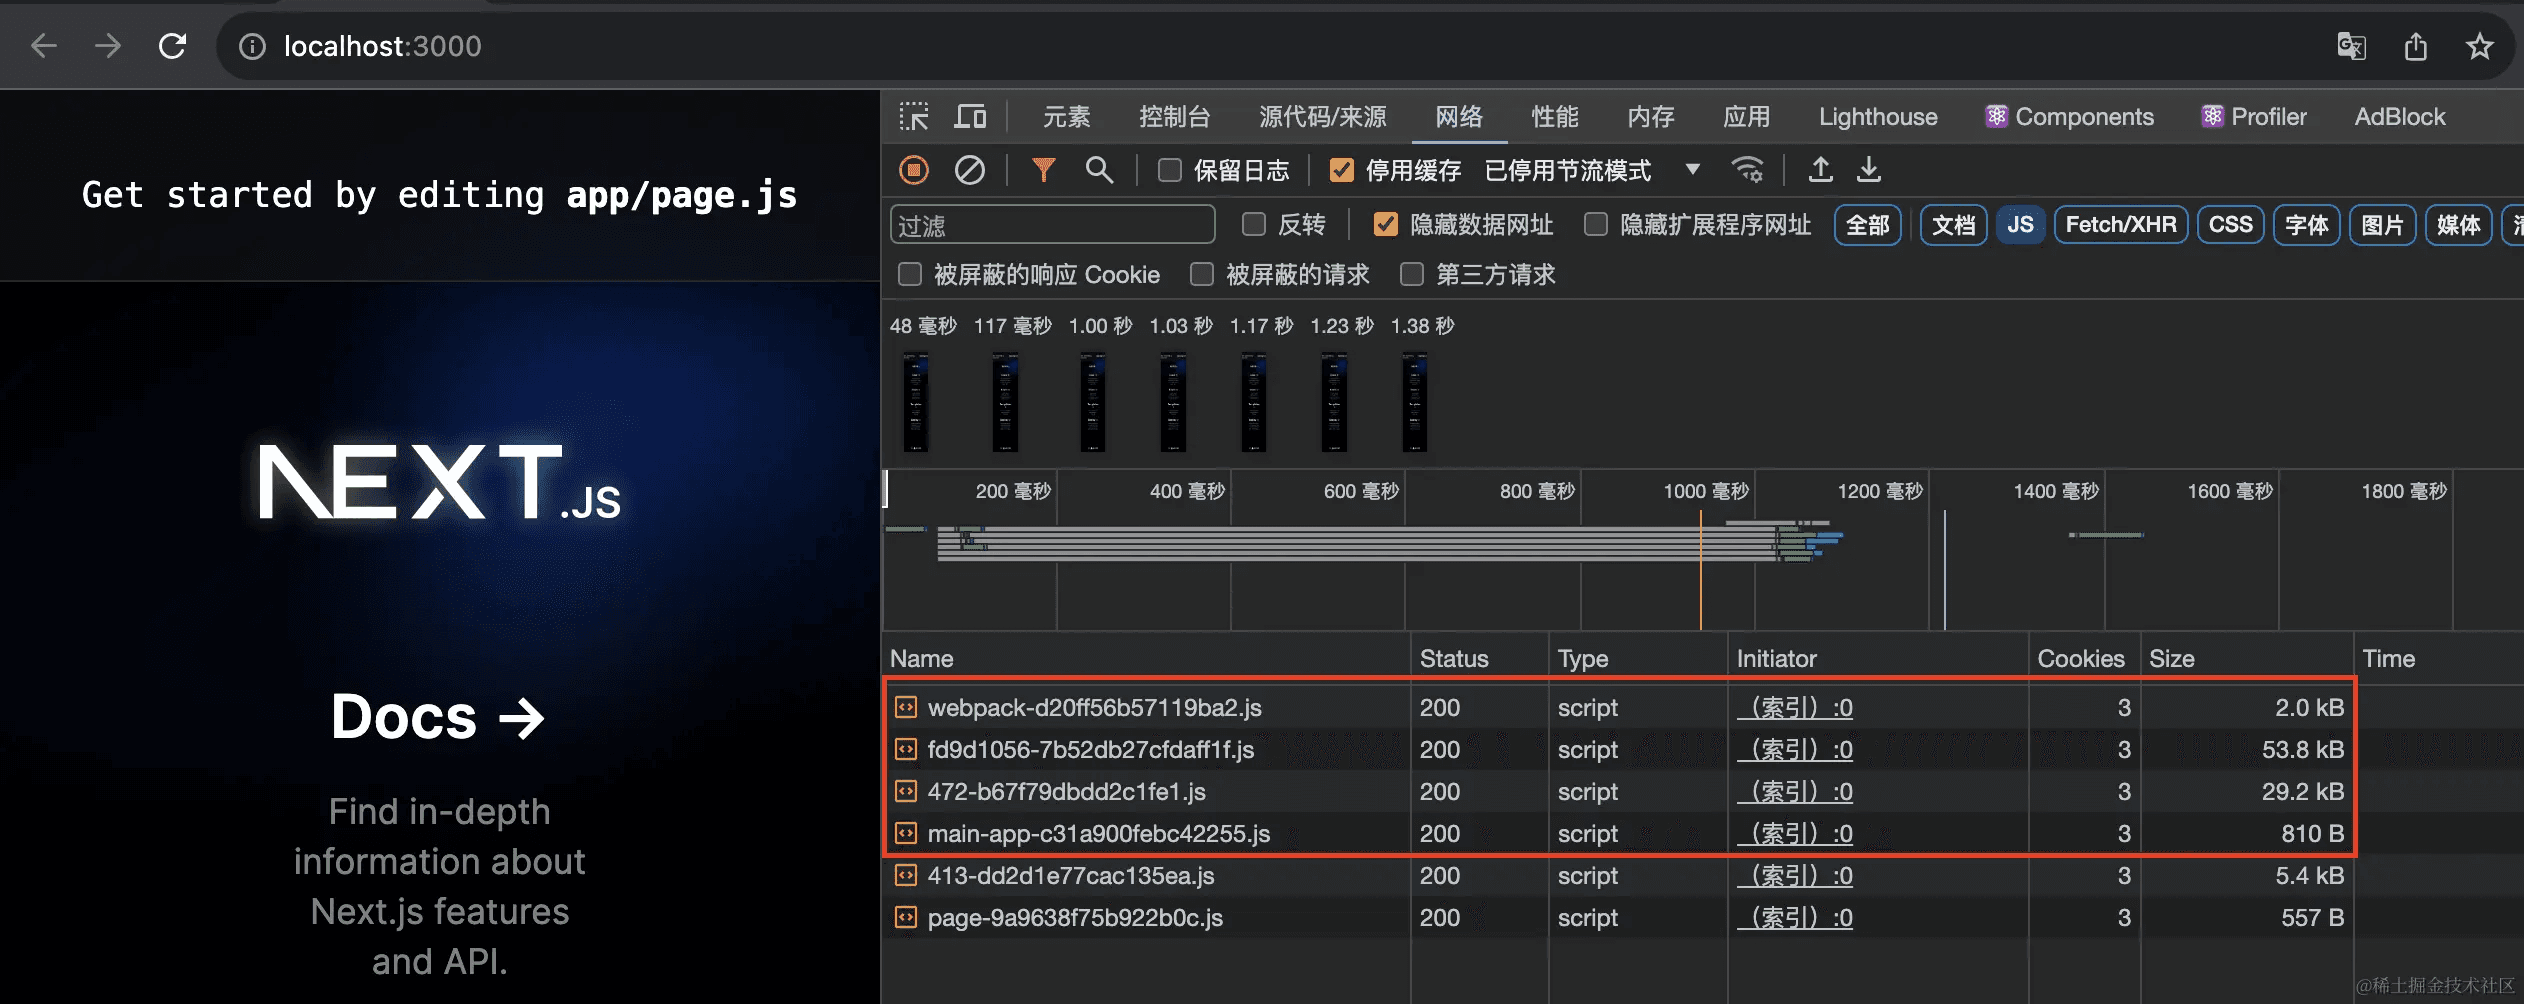 localhost:3000
Get started by editing app/page.js
NEXT.JS
Docs →
Find in-depth
information about
Next.js features
and API.
元素 控制台 源代码/来源 网络 性能 内存 应用 Lighthouse Components Profiler AdBlock
保留日志 停用缓存 已停用节流模式
过滤 反转 隐藏数据网址 隐藏扩展程序网址 全部 文档 JS Fetch/XHR CSS 字体 图片 媒体
被屏蔽的响应 Cookie 被屏蔽的请求 第三方请求
48 毫秒 117 毫秒 1.00 秒 1.03 秒 1.17 秒 1.23 秒 1.38 秒
200 毫秒 400 毫秒 600 毫秒 800 毫秒 1000 毫秒 1200 毫秒 1400 毫秒 1600 毫秒 1800 毫秒
Name Status Type Initiator Cookies Size Time
webpack-d20ff56b57119ba2.js 200 script （索引）:0 3 2.0 kB
fd9d1056-7b52db27cfdaff1f.js 200 script （索引）:0 3 53.8 kB
472-b67f79dbdd2c1fe1.js 200 script （索引）:0 3 29.2 kB
main-app-c31a900febc42255.js 200 script （索引）:0 3 810 B
413-dd2d1e77cac135ea.js 200 script （索引）:0 3 5.4 kB
page-9a9638f75b922b0c.js 200 script （索引）:0 3 557 B
@稀土掘金技术社区